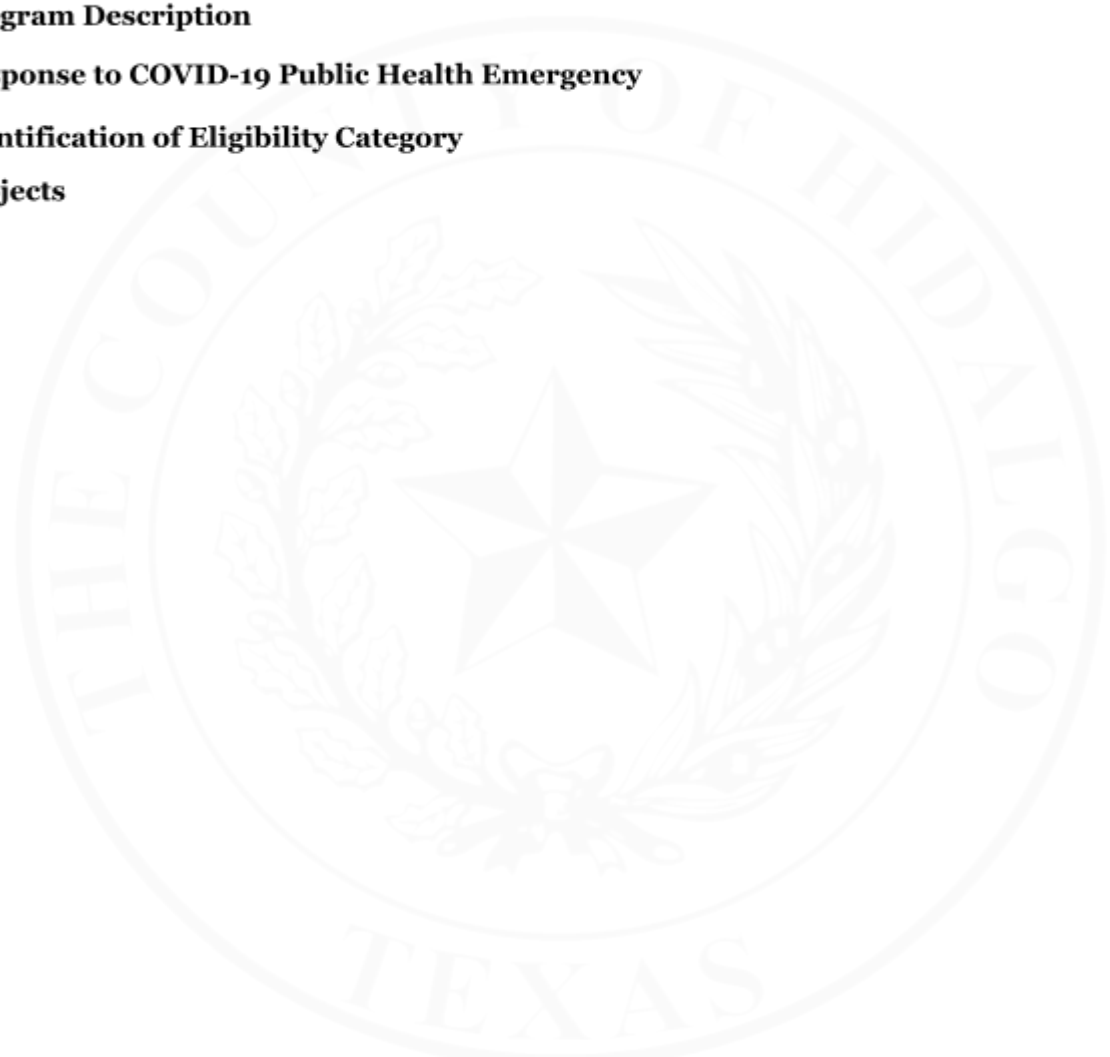 gram Description
ponse to COVID-19 Public Health Emergency
ntification of Eligibility Category
jects
THE COUNTY OF HIDALGO
TEXAS